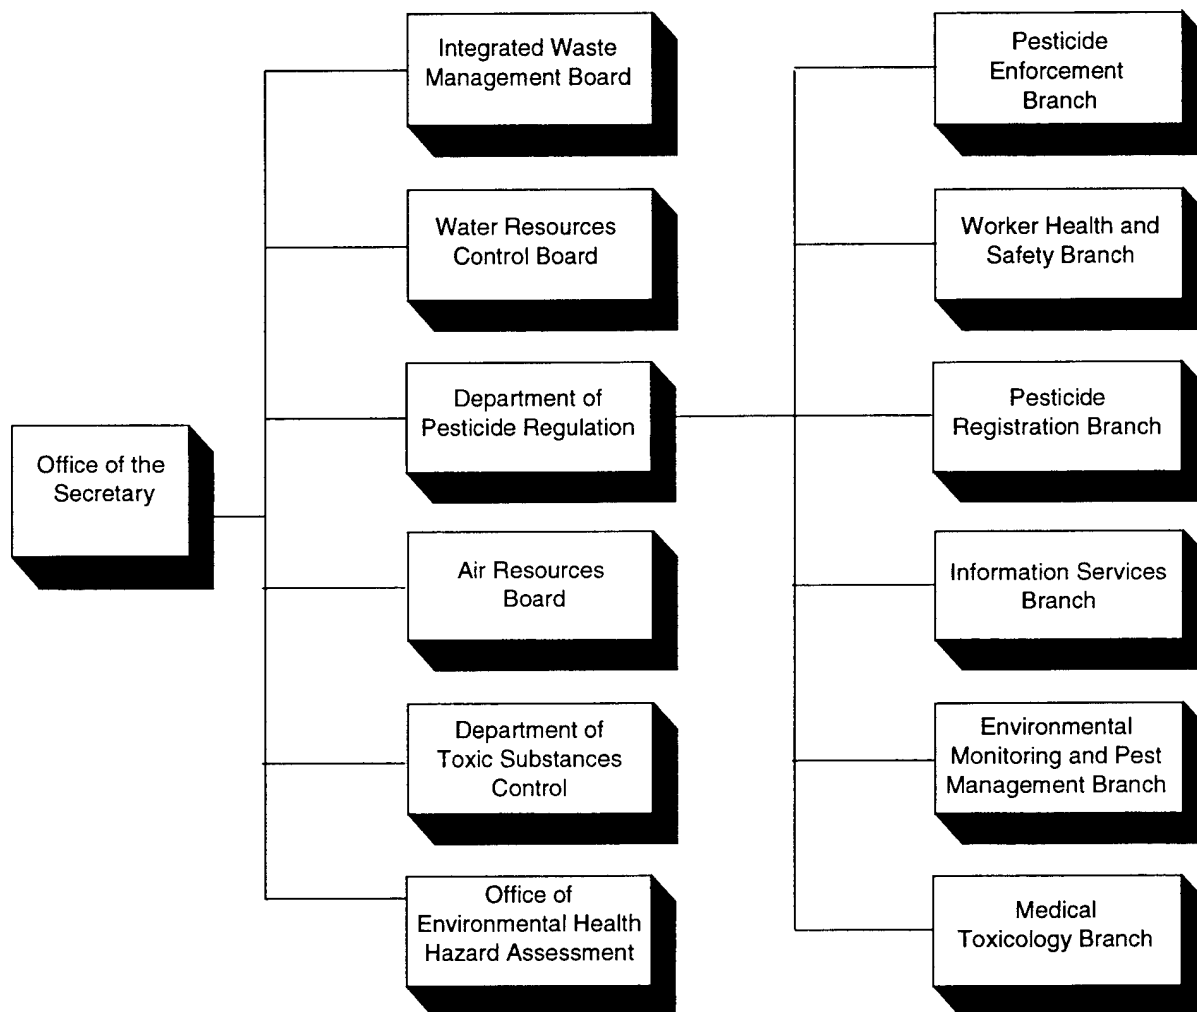 Office of the
Secretary
Integrated Waste
Management Board
Water Resources
Control Board
Department of
Pesticide Regulation
Air Resources
Board
Department of
Toxic Substances
Control
Office of
Environmental Health
Hazard Assessment
Pesticide
Enforcement
Branch
Worker Health and
Safety Branch
Pesticide
Registration Branch
Information Services
Branch
Environmental
Monitoring and Pest
Management Branch
Medical
Toxicology Branch